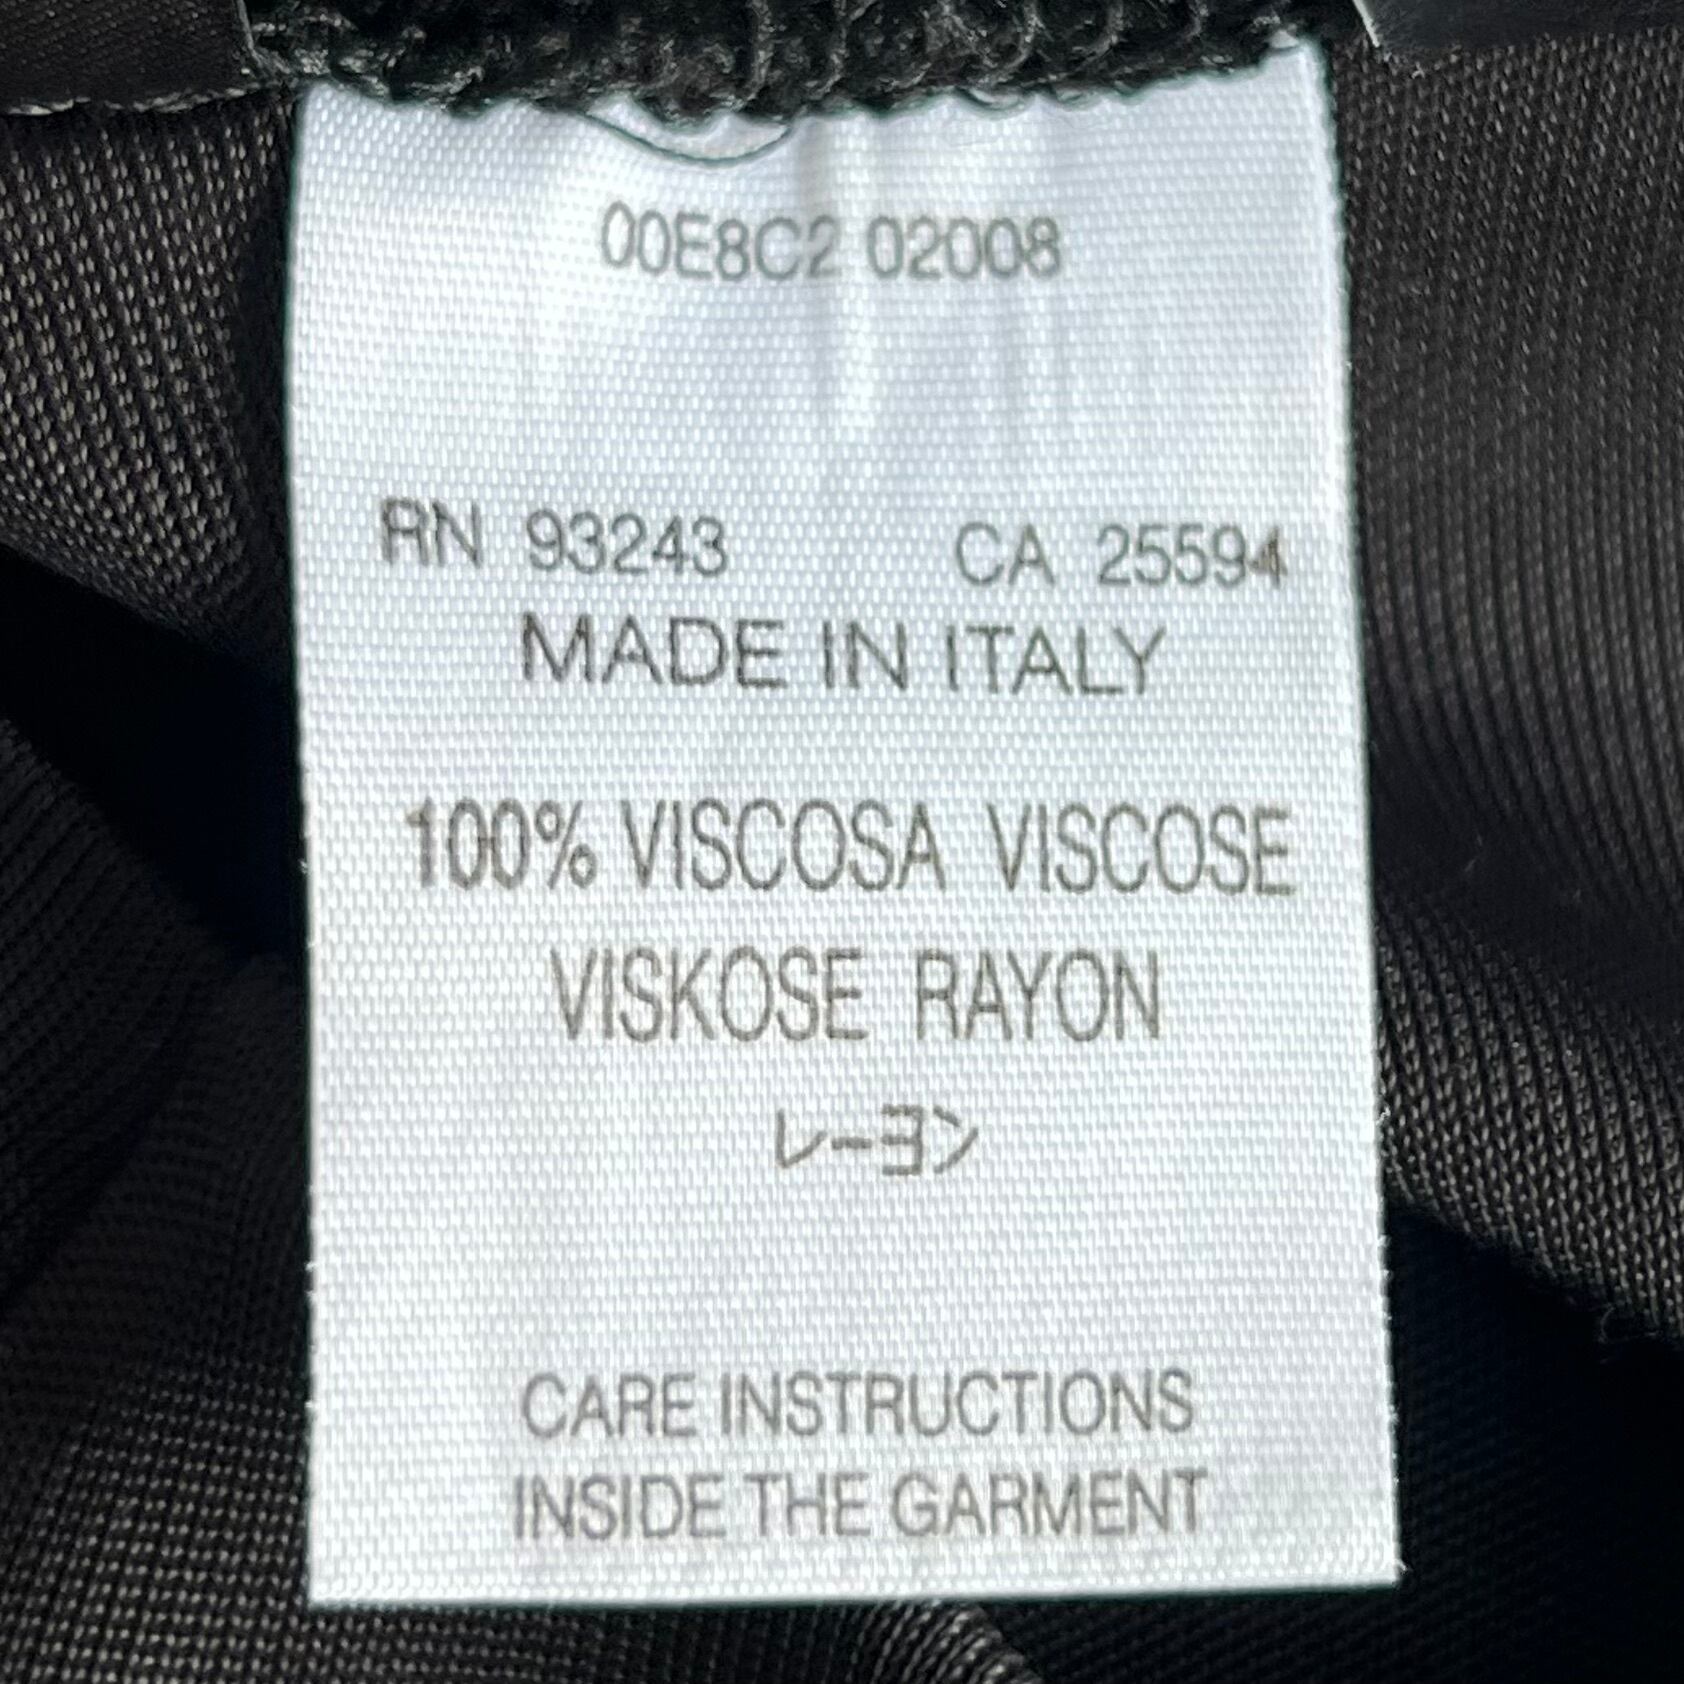 00E8C2 02008
RN 93243 CA 25594
MADE IN ITALY
100% VISCOSA VISCOSE
VISKOSE RAYON
レーヨン
CARE INSTRUCTIONS
INSIDE THE GARMENT